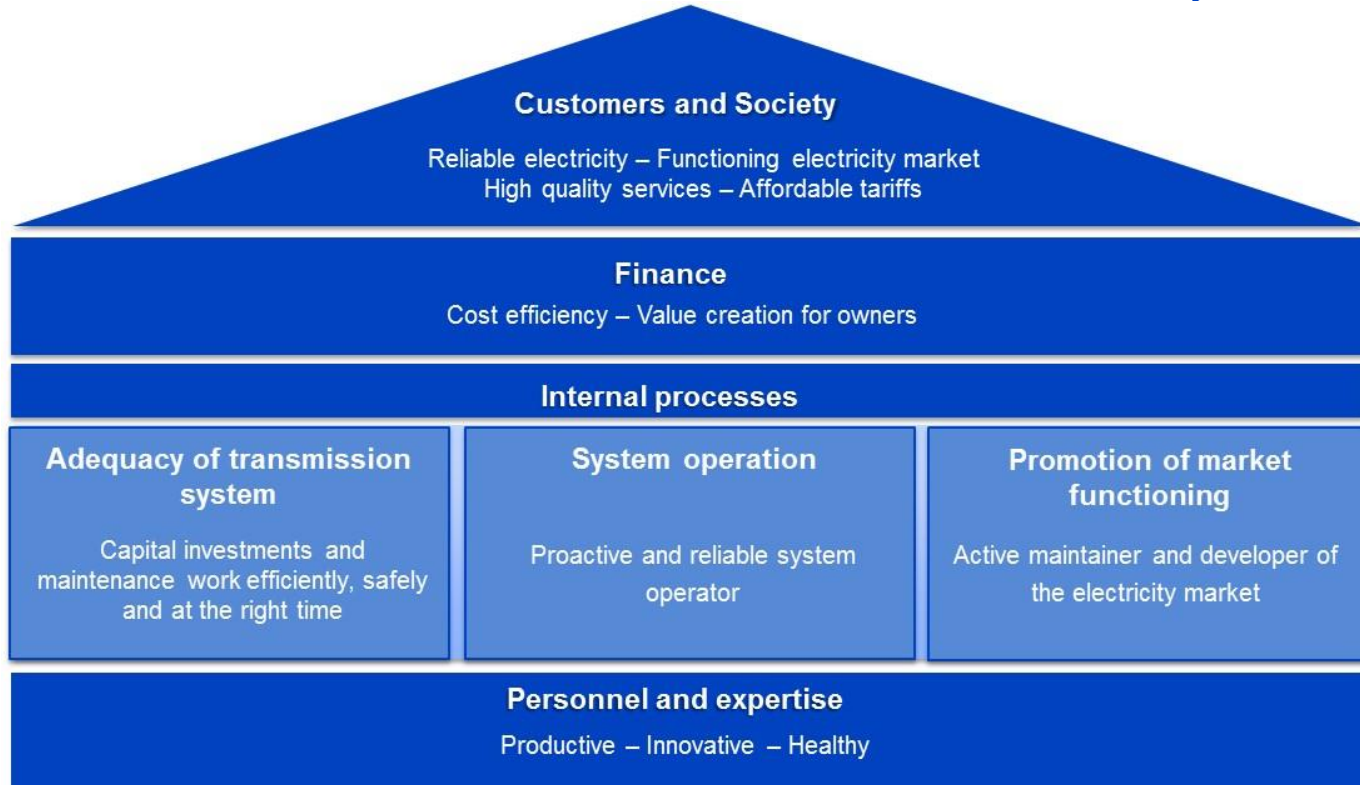 Customers and Society
Reliable electricity – Functioning electricity market
High quality services – Affordable tariffs
Finance
Cost efficiency – Value creation for owners
Internal processes
Adequacy of transmission
system
Capital investments and
maintenance work efficiently, safely
and at the right time
System operation
Proactive and reliable system
operator
Promotion of market
functioning
Active maintainer and developer of
the electricity market
Personnel and expertise
Productive – Innovative – Healthy